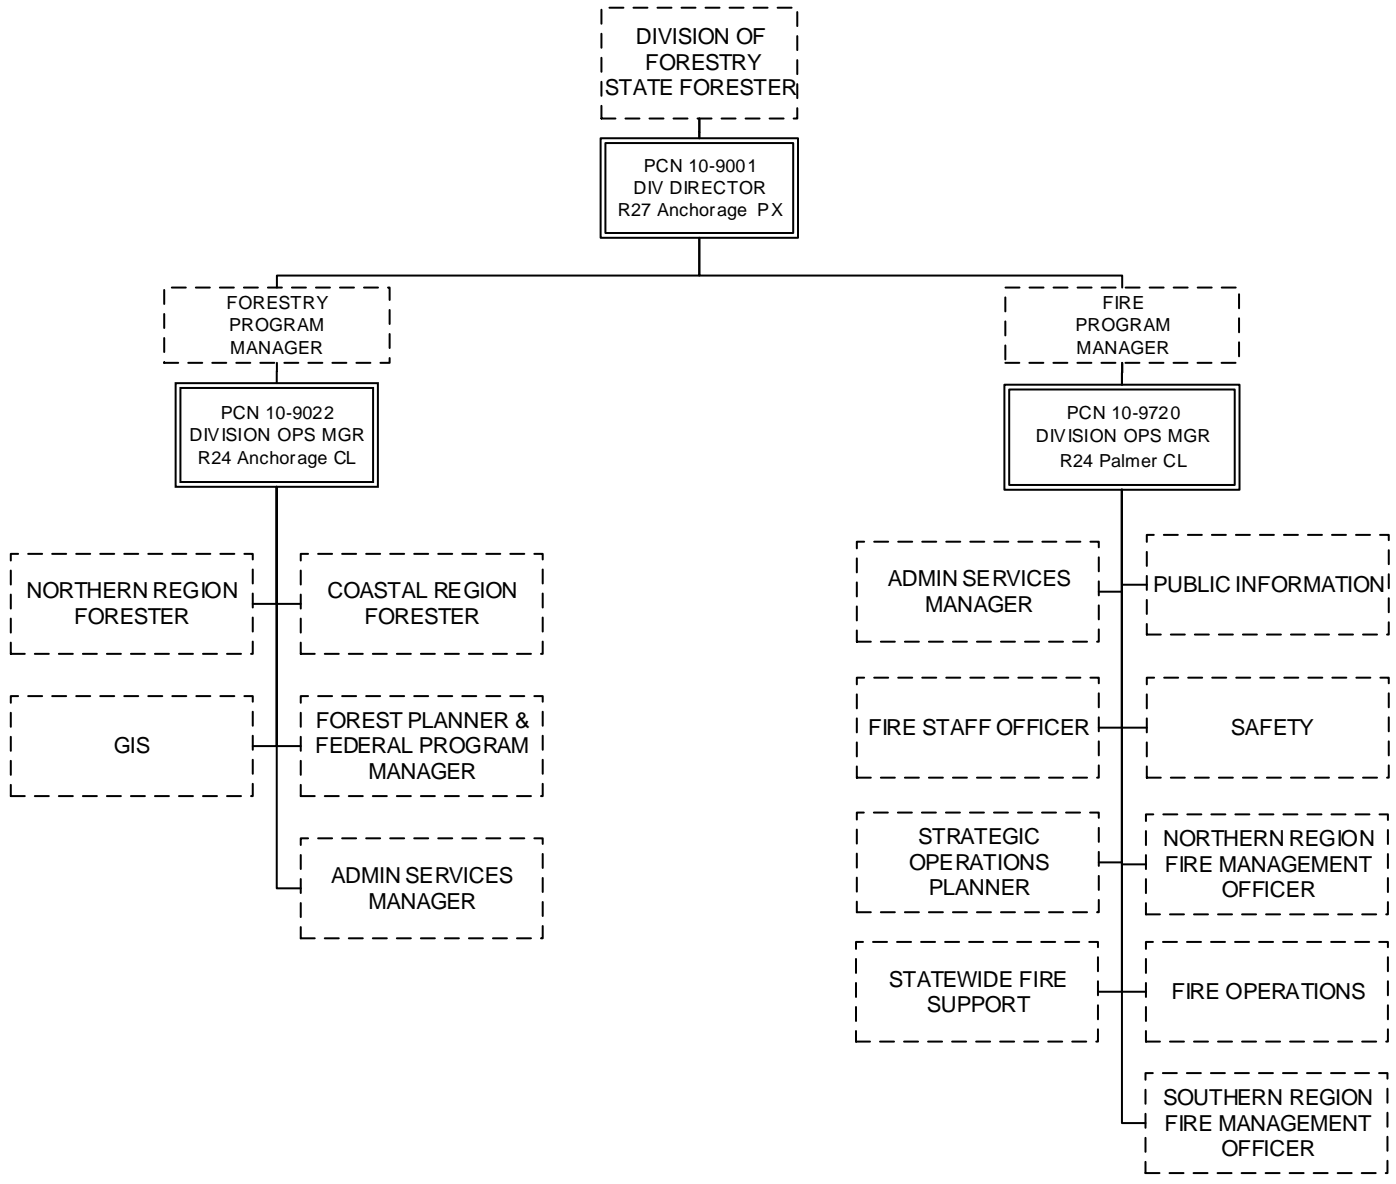 DIVISION OF
FORESTRY
STATE FORESTER
PCN 10-9001
DIV DIRECTOR
R27 Anchorage PX
FORESTRY
PROGRAM
MANAGER
PCN 10-9022
DIVISION OPS MGR
R24 Anchorage CL
NORTHERN REGION
FORESTER
COASTAL REGION
FORESTER
GIS
FOREST PLANNER &
FEDERAL PROGRAM
MANAGER
ADMIN SERVICES
MANAGER
FIRE
PROGRAM
MANAGER
PCN 10-9720
DIVISION OPS MGR
R24 Palmer CL
ADMIN SERVICES
MANAGER
PUBLIC INFORMATION
FIRE STAFF OFFICER
SAFETY
STRATEGIC
OPERATIONS
PLANNER
NORTHERN REGION
FIRE MANAGEMENT
OFFICER
STATEWIDE FIRE
SUPPORT
FIRE OPERATIONS
SOUTHERN REGION
FIRE MANAGEMENT
OFFICER